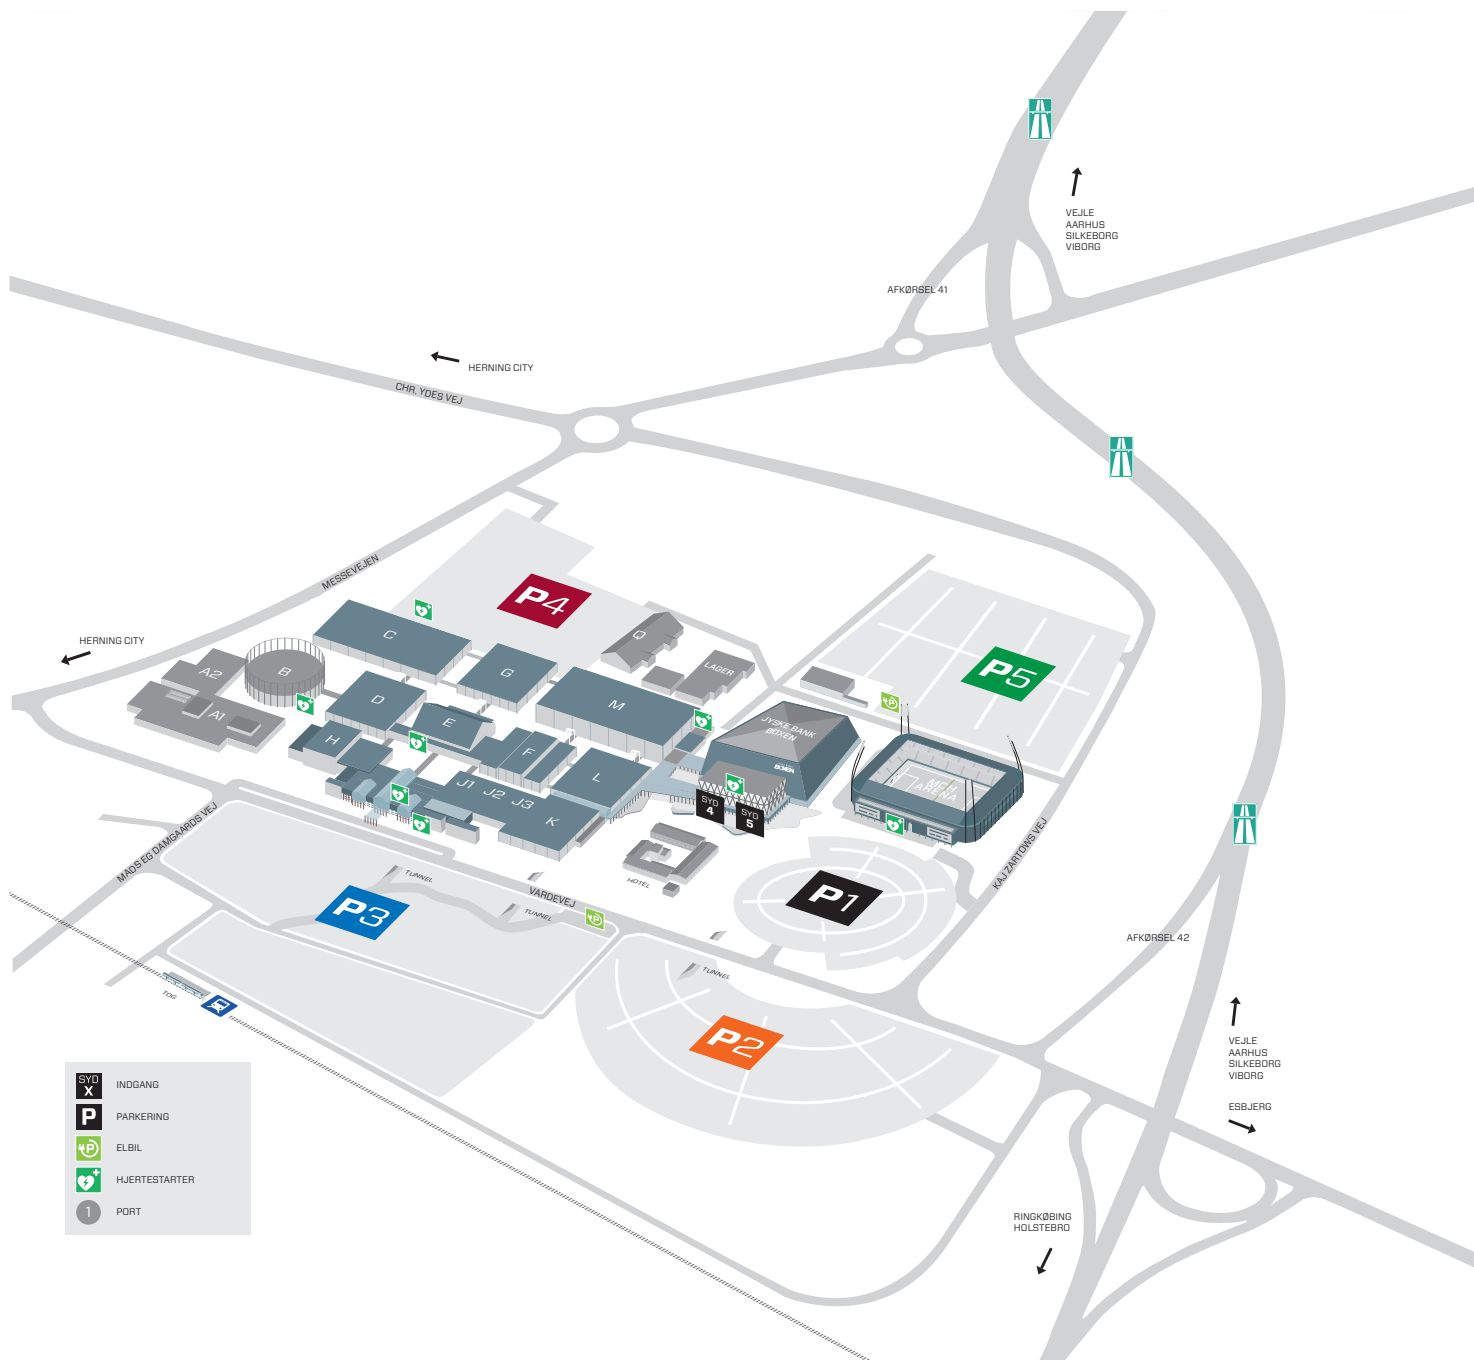 VEJLE
AARHUS
SILKEBORG
VIBORG
AFKØRSEL 41
HERNING CITY
CHR. YDES VEJ
MESSEVEJEN
HERNING CITY
P4
C
Q
LAGER
G
A2
B
D
M
A1
E
H
F
L
J1
J2
J3
K
JYSKE BANK
BOXEN
BOXEN
P5
MCH
ARENA
SYD
4
SYD
5
HOTEL
KAJ ZARTOWS VEJ
MADS EG DAMGAARDS VEJ
TUNNEL
VARDEVEJ
TUNNEL
P3
P1
AFKØRSEL 42
TUNNEL
TOG
P2
VEJLE
AARHUS
SILKEBORG
VIBORG
ESBJERG
RINGKØBING
HOLSTEBRO
SYD
X
INDGANG
P
PARKERING
P
ELBIL
HJERTESTARTER
1
PORT